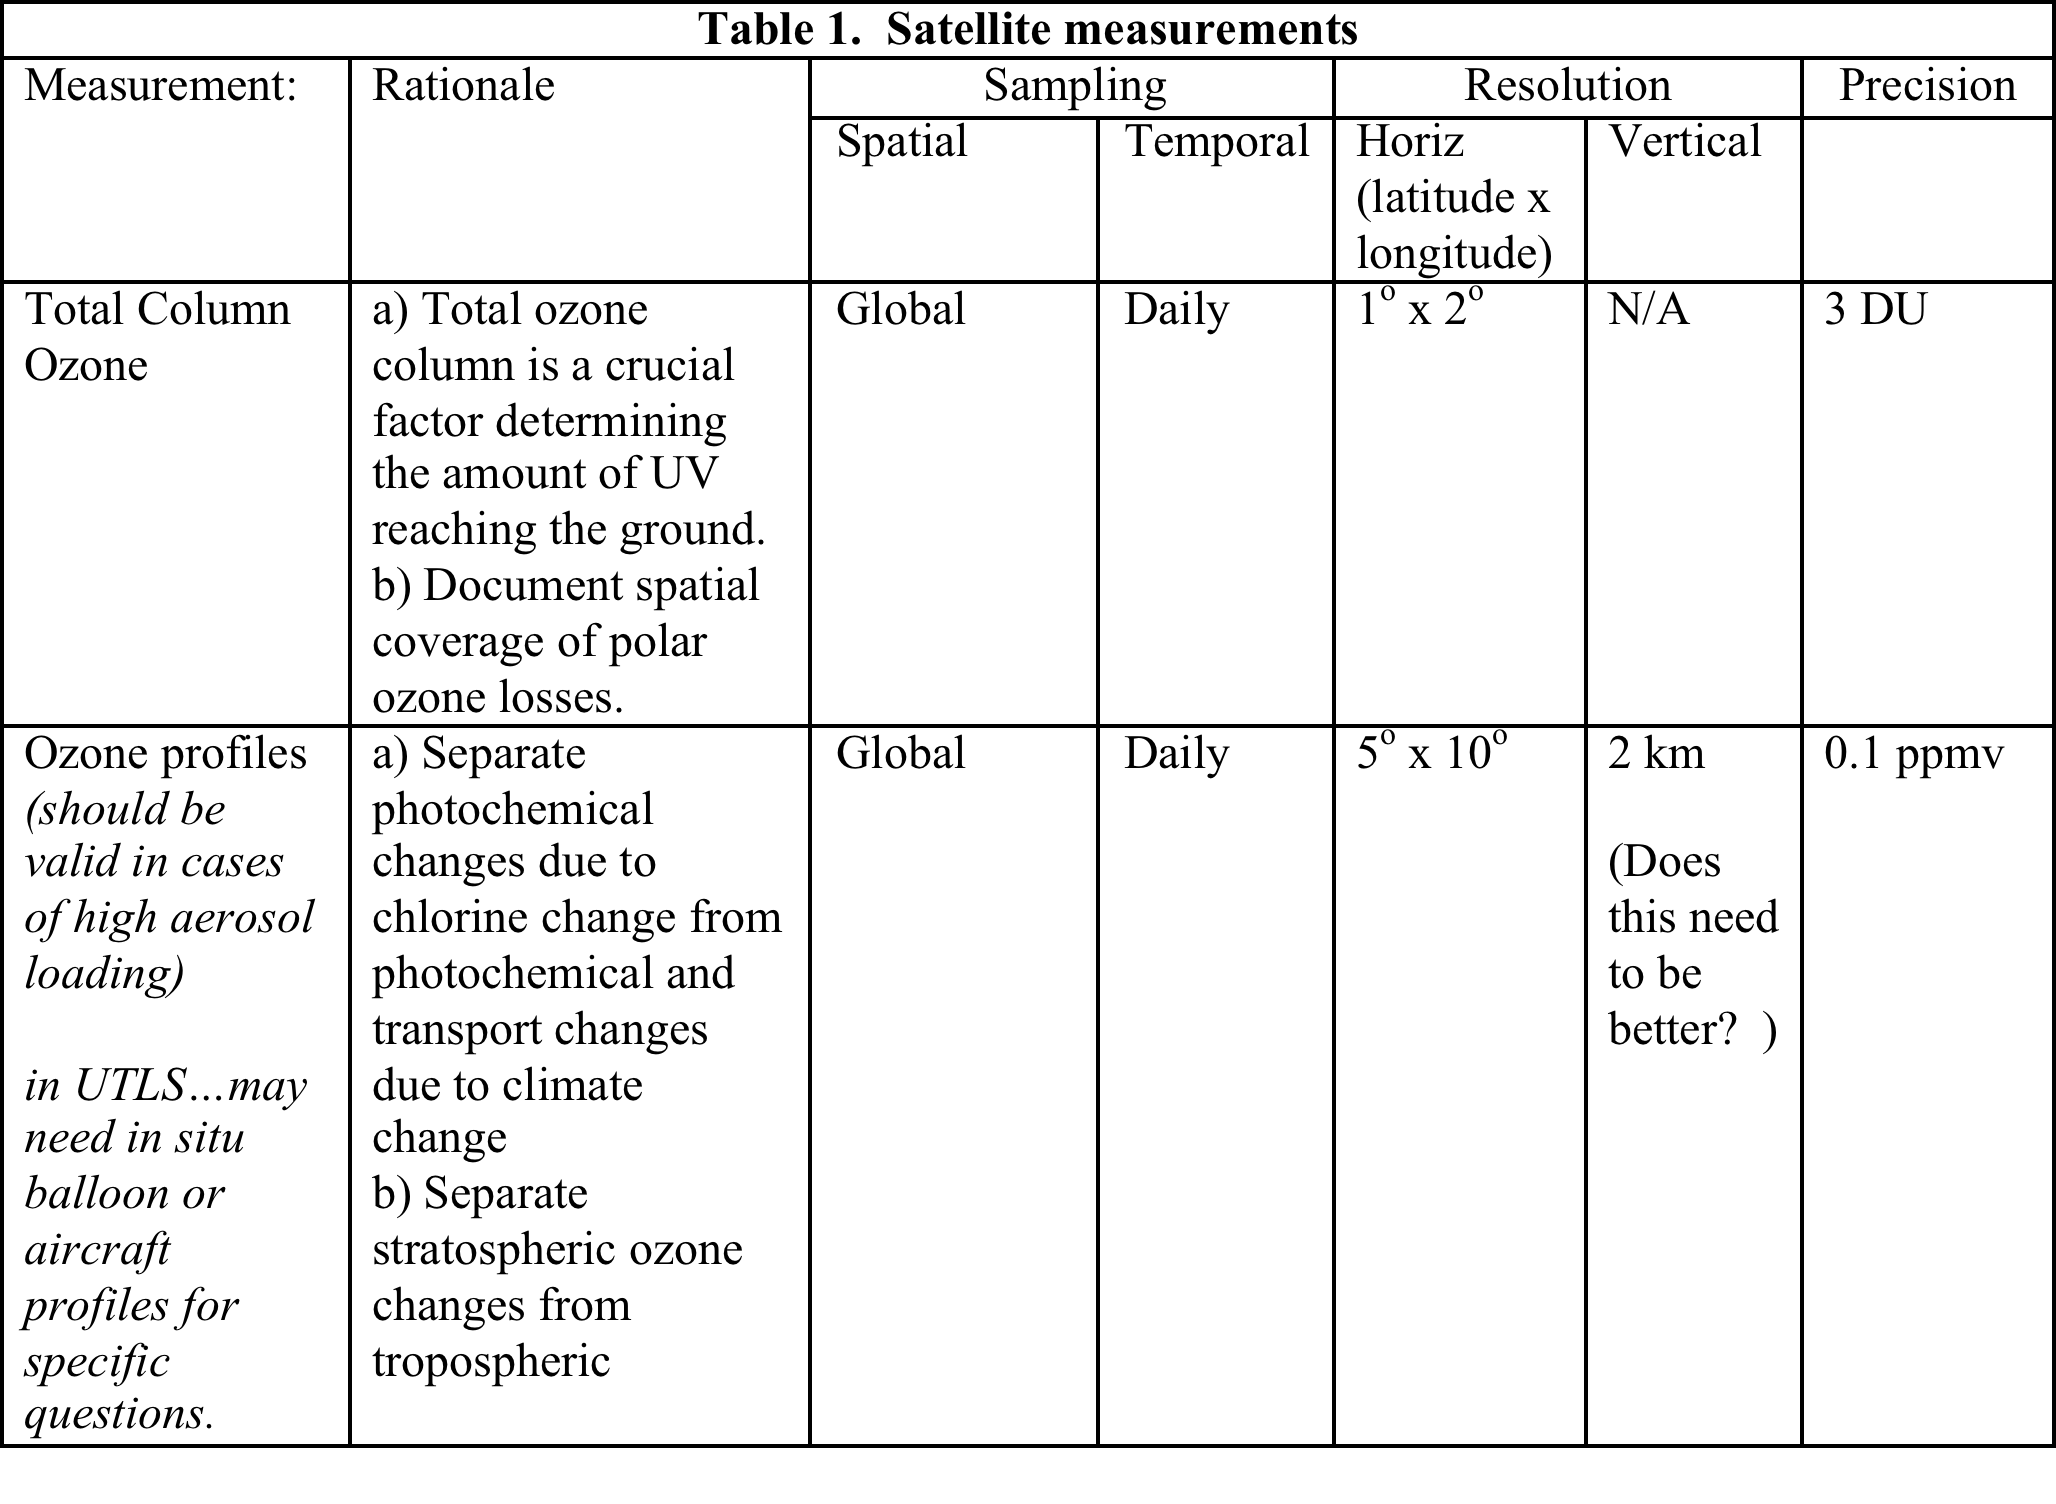 Table 1.  Satellite measurements
Measurement:
Rationale
Sampling
Resolution
Precision
Spatial
Temporal
Horiz
(latitude x
longitude)
Vertical
Total Column
Ozone
a) Total ozone
column is a crucial
factor determining
the amount of UV
reaching the ground.
b) Document spatial
coverage of polar
ozone losses.
Global
Daily
1º x 2º
N/A
3 DU
Ozone profiles
(should be
valid in cases
of high aerosol
loading)
in UTLS…may
need in situ
balloon or
aircraft
profiles for
specific
questions.
a) Separate
photochemical
changes due to
chlorine change from
photochemical and
transport changes
due to climate
change
b) Separate
stratospheric ozone
changes from
tropospheric
Global
Daily
5º x 10º
2 km
(Does
this need
to be
better?  )
0.1 ppmv